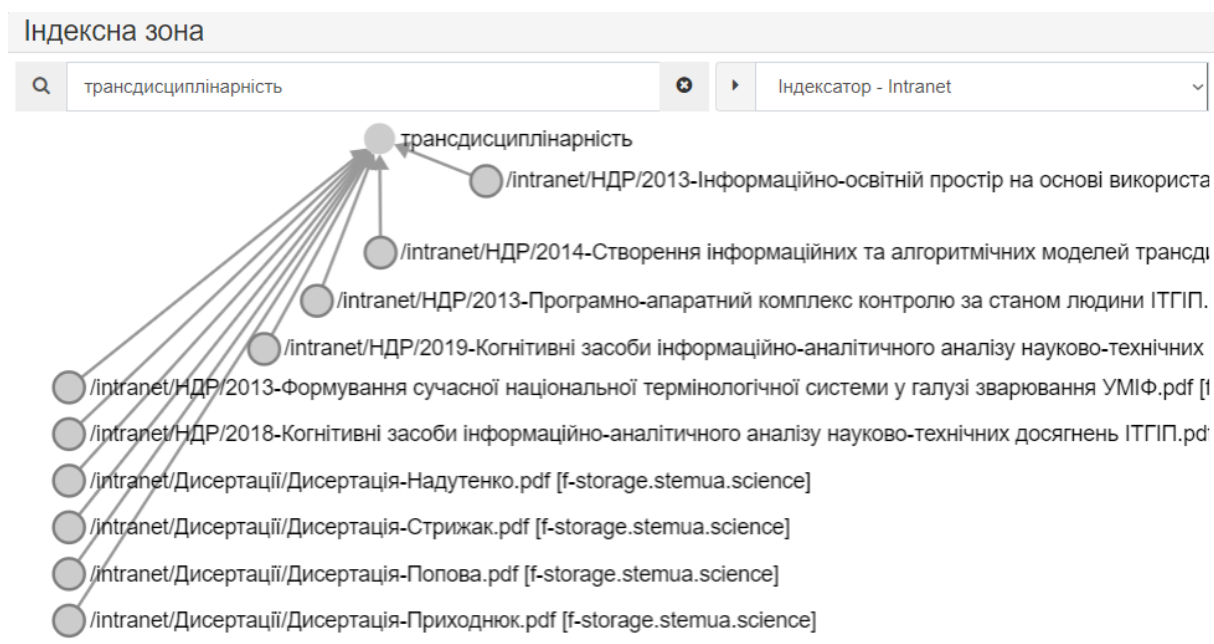 Індексна зона
трансдисциплінарність
Індексатор - Intranet
трансдисциплінарність
/intranet/НДР/2013-Інформаційно-освітній простір на основі використа
/intranet/НДР/2014-Створення інформаційних та алгоритмічних моделей трансди
/intranet/НДР/2013-Програмно-апаратний комплекс контролю за станом людини ІТГІП.
/intranet/НДР/2019-Когнітивні засоби інформаційно-аналітичного аналізу науково-технічних
/intranet/НДР/2013-Формування сучасної національної термінологічної системи у галузі зварювання УМІФ.pdf [f
/intranet/НДР/2018-Когнітивні засоби інформаційно-аналітичного аналізу науково-технічних досягнень ІТГІП.pdf
/intranet/Дисертації/Дисертація-Надутенко.pdf [f-storage.stemua.science]
/intranet/Дисертації/Дисертація-Стрижак.pdf [f-storage.stemua.science]
/intranet/Дисертації/Дисертація-Попова.pdf [f-storage.stemua.science]
/intranet/Дисертації/Дисертація-Приходнюк.pdf [f-storage.stemua.science]